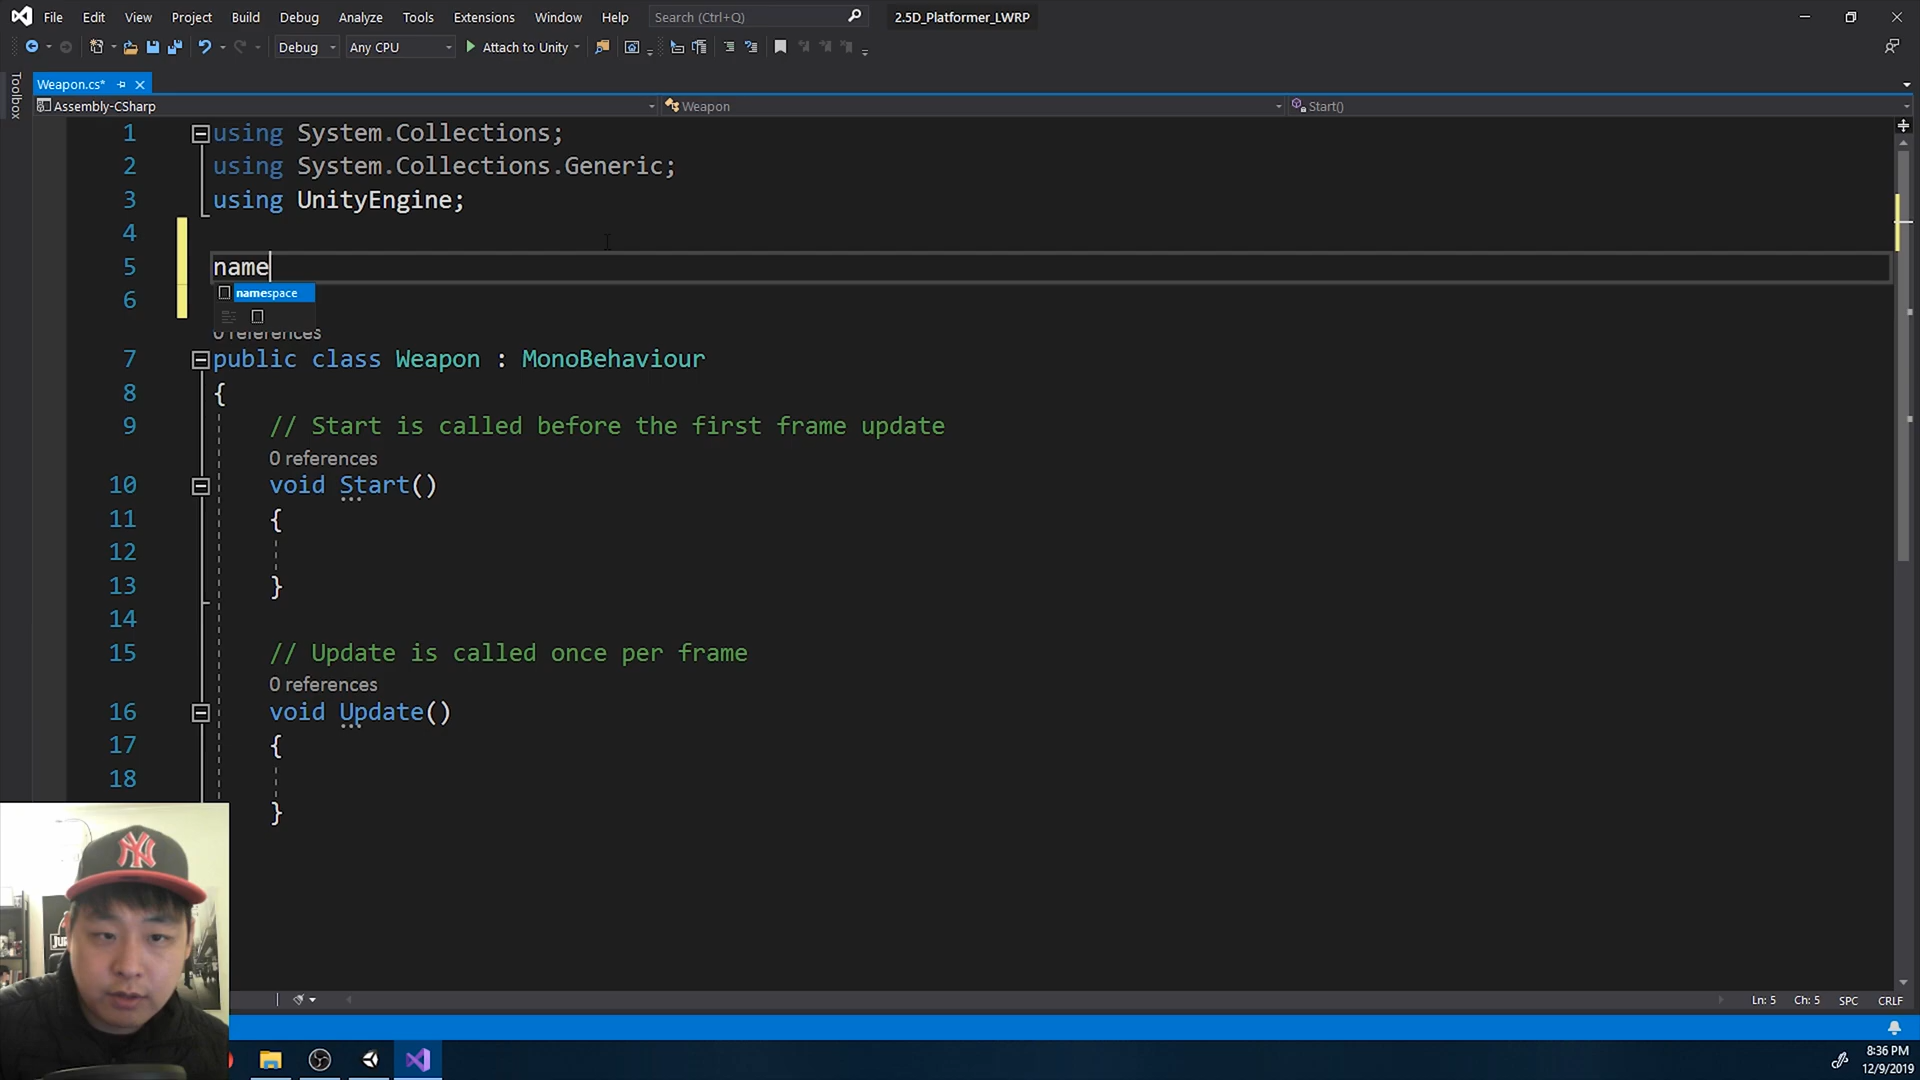 File Edit View Project Build Debug Analyze Tools Extensions Window Help Search (Ctrl+Q) 2.5D_Platformer_LWRP
Debug Any CPU Attach to Unity
Toolbox
Weapon.cs*
Assembly-CSharp Weapon Start()
1 using System.Collections;
2 using System.Collections.Generic;
3 using UnityEngine;
4
5 name
namespace
6
0 references
7 public class Weapon : MonoBehaviour
8 {
9 // Start is called before the first frame update
0 references
10 void Start()
11 {
12
13 }
14
15 // Update is called once per frame
0 references
16 void Update()
17 {
18
}
NY
Ln: 5 Ch: 5 SPC CRLF
8:36 PM
12/9/2019